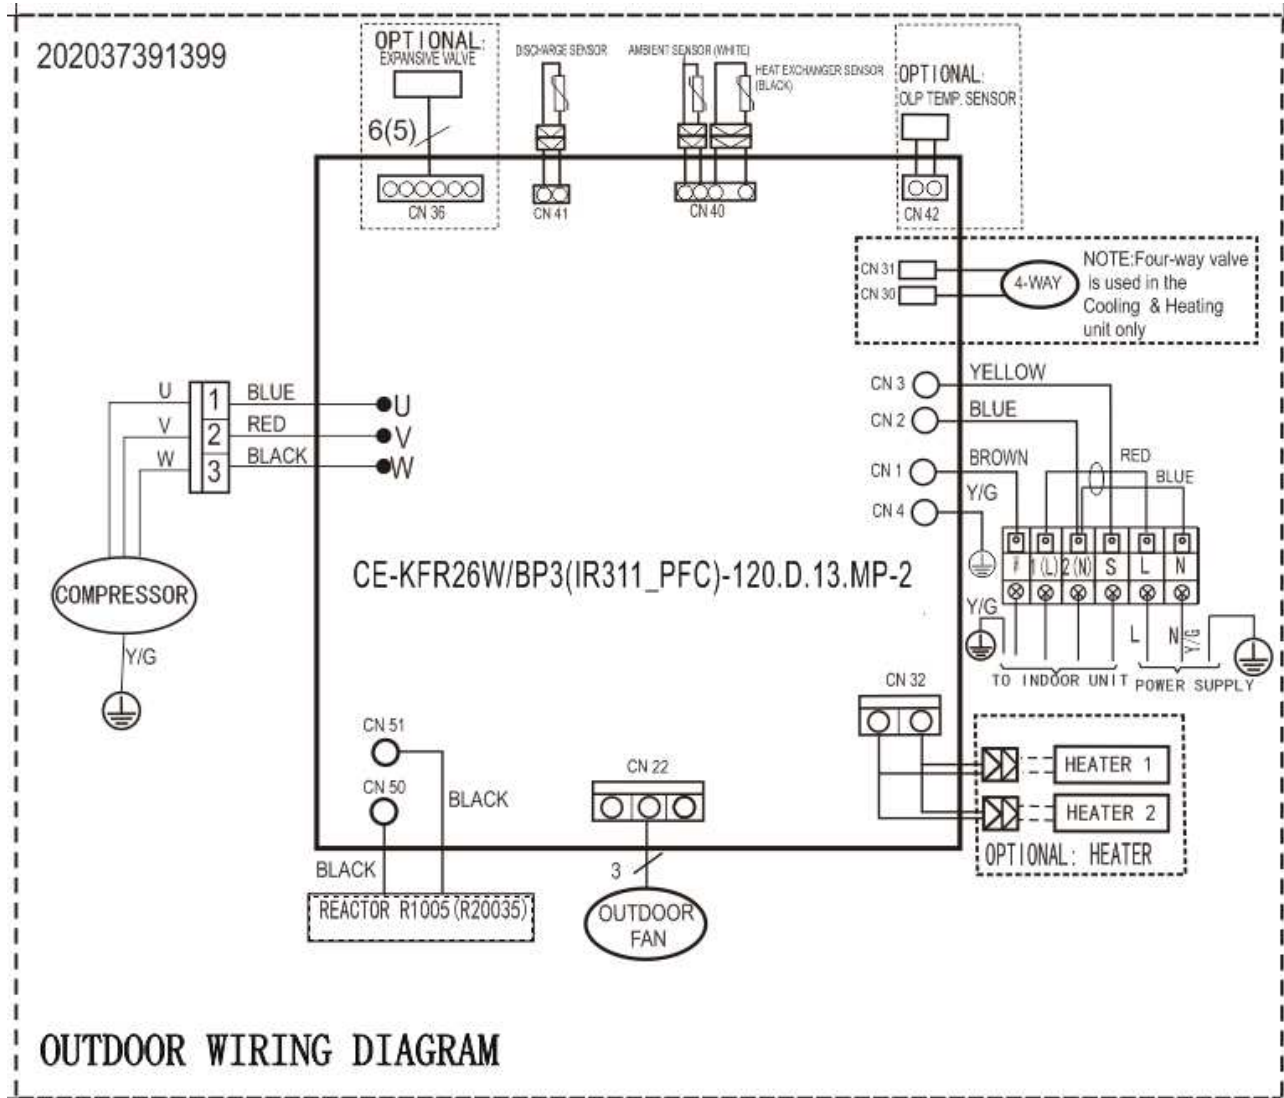 202037391399
OPTIONAL:
EXPANSIVE VALVE
6(5)
CN 36
DISCHARGE SENSOR
CN 41
AMBIENT SENSOR (WHITE)
HEAT EXCHANGER SENSOR
(BLACK)
CN 40
OPTIONAL:
OLP TEMP. SENSOR
CN 42
CN 31
CN 30
4-WAY
NOTE:Four-way valve
is used in the
Cooling & Heating
unit only
U
V
W
1
2
3
BLUE
RED
BLACK
U
V
W
COMPRESSOR
Y/G
CN 3
YELLOW
CN 2
BLUE
CN 1
BROWN
CN 4
Y/G
RED
BLUE
1(L) 2(N) S L N
Y/G
L
N
Y/G
TO INDOOR UNIT
POWER SUPPLY
CE-KFR26W/BP3(IR311_PFC)-120.D.13.MP-2
CN 51
CN 50
BLACK
BLACK
REACTOR R1005(R20035)
CN 22
3
OUTDOOR
FAN
CN 32
HEATER 1
HEATER 2
OPTIONAL: HEATER
OUTDOOR WIRING DIAGRAM